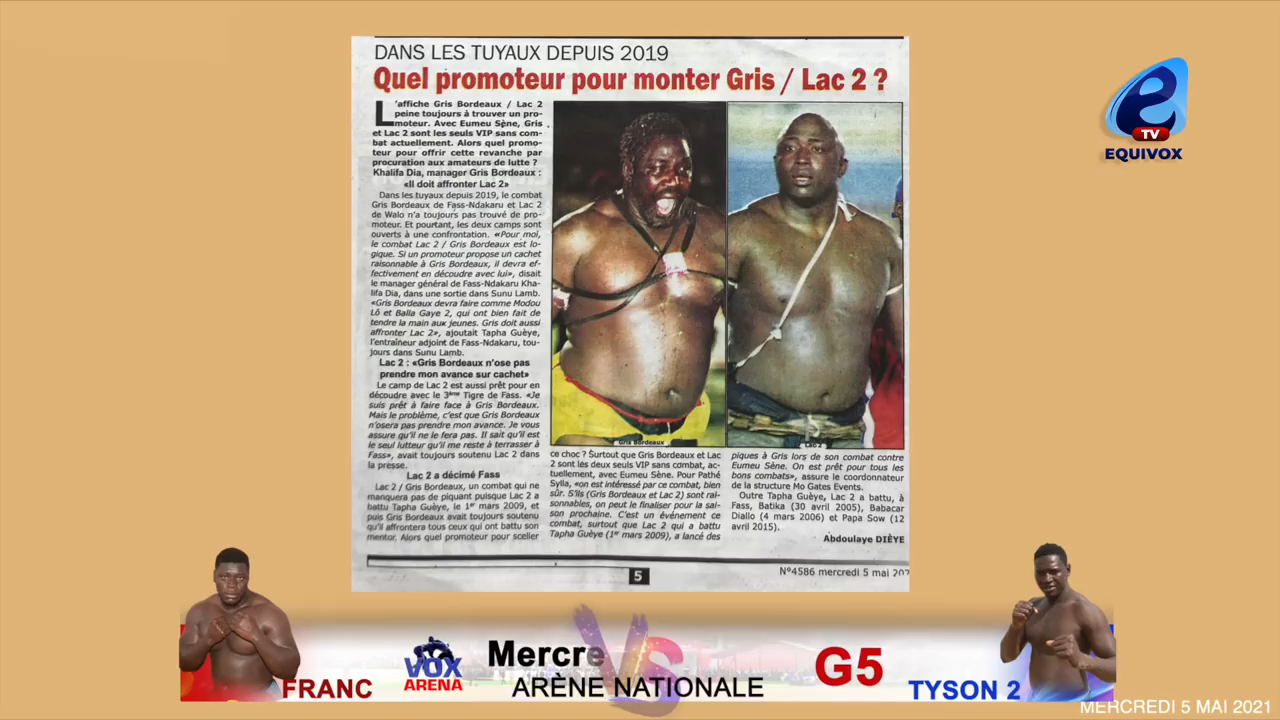 DANS LES TUYAUX DEPUIS 2019
Quel promoteur pour monter Gris / Lac 2 ?
L'affiche Gris Bordeaux / Lac 2
peine toujours à trouver un pro-
moteur. Avec Eumeu Sène, Gris
et Lac 2 sont les seuls VIP sans com-
bat actuellement. Alors quel promo-
teur pour offrir cette revanche par
procuration aux amateurs de lutte ?
Khalifa Dia, manager Gris Bordeaux :
«Il doit affronter Lac 2»
Dans les tuyaux depuis 2019, le combat
Gris Bordeaux de Fass-Ndakaru et Lac 2
de Walo n'a toujours pas trouvé de pro-
moteur. Et pourtant, les deux camps sont
ouverts à une confrontation. «Pour moi,
le combat Lac 2 / Gris Bordeaux est lo-
gique. Si un promoteur propose un cachet
raisonnable à Gris Bordeaux, il devra ef-
fectivement en découdre avec lui», disait
le manager général de Fass-Ndakaru Kha-
lifa Dia, dans une sortie dans Sunu Lamb.
«Gris Bordeaux devra faire comme Modou
Lô et Balla Gaye 2, qui ont bien fait de
tendre la main aux jeunes. Gris doit aussi
affronter Lac 2», ajoutait Tapha Guèye,
l'entraîneur adjoint de Fass-Ndakaru, tou-
jours dans Sunu Lamb.
Lac 2 : «Gris Bordeaux n'ose pas
prendre mon avance sur cachet»
Le camp de Lac 2 est aussi prêt pour en
découdre avec le 3ème Tigre de Fass. «Je
suis prêt à faire face à Gris Bordeaux.
Mais le problème, c'est que Gris Bordeaux
n'osera pas prendre mon avance. Je vous
assure qu'il ne le fera pas. Il sait qu'il est
le seul lutteur qu'il me reste à terrasser à
Fass», avait toujours soutenu Lac 2 dans
la presse.
Lac 2 a décimé Fass
Lac 2 / Gris Bordeaux, un combat qui ne
manquera pas de piquant puisque Lac 2 a
battu Tapha Guèye, le 1er mars 2009, et
puis Gris Bordeaux avait toujours soutenu
qu'il affrontera tous ceux qui ont battu son
mentor. Alors quel promoteur pour sceller
Gris Bordeaux
Lac 2
ce choc ? Surtout que Gris Bordeaux et Lac
2 sont les deux seuls VIP sans combat, ac-
tuellement, avec Eumeu Sène. Pour Pathé
Sylla, «on est intéressé par ce combat, bien
sûr. S'ils (Gris Bordeaux et Lac 2) sont rai-
sonnables, on peut le finaliser pour la sai-
son prochaine. C'est un événement ce
combat, surtout que Lac 2 qui a battu
Tapha Guèye (1er mars 2009), a lancé des
piques à Gris lors de son combat contre
Eumeu Sène. On est prêt pour tous les
bons combats», assure le coordonnateur
de la structure Mo Gates Events.
Outre Tapha Guèye, Lac 2 a battu, à
Fass, Batika (30 avril 2005), Babacar
Diallo (4 mars 2006) et Papa Sow (12
avril 2015).
Abdoulaye DIÈYE
5
N°4586 mercredi 5 mai 202
e
TV
EQUIVOX
FRANC
VOX
ARENA
Mercre
VS
ARÈNE NATIONALE
G5
TYSON 2
MERCREDI 5 MAI 2021